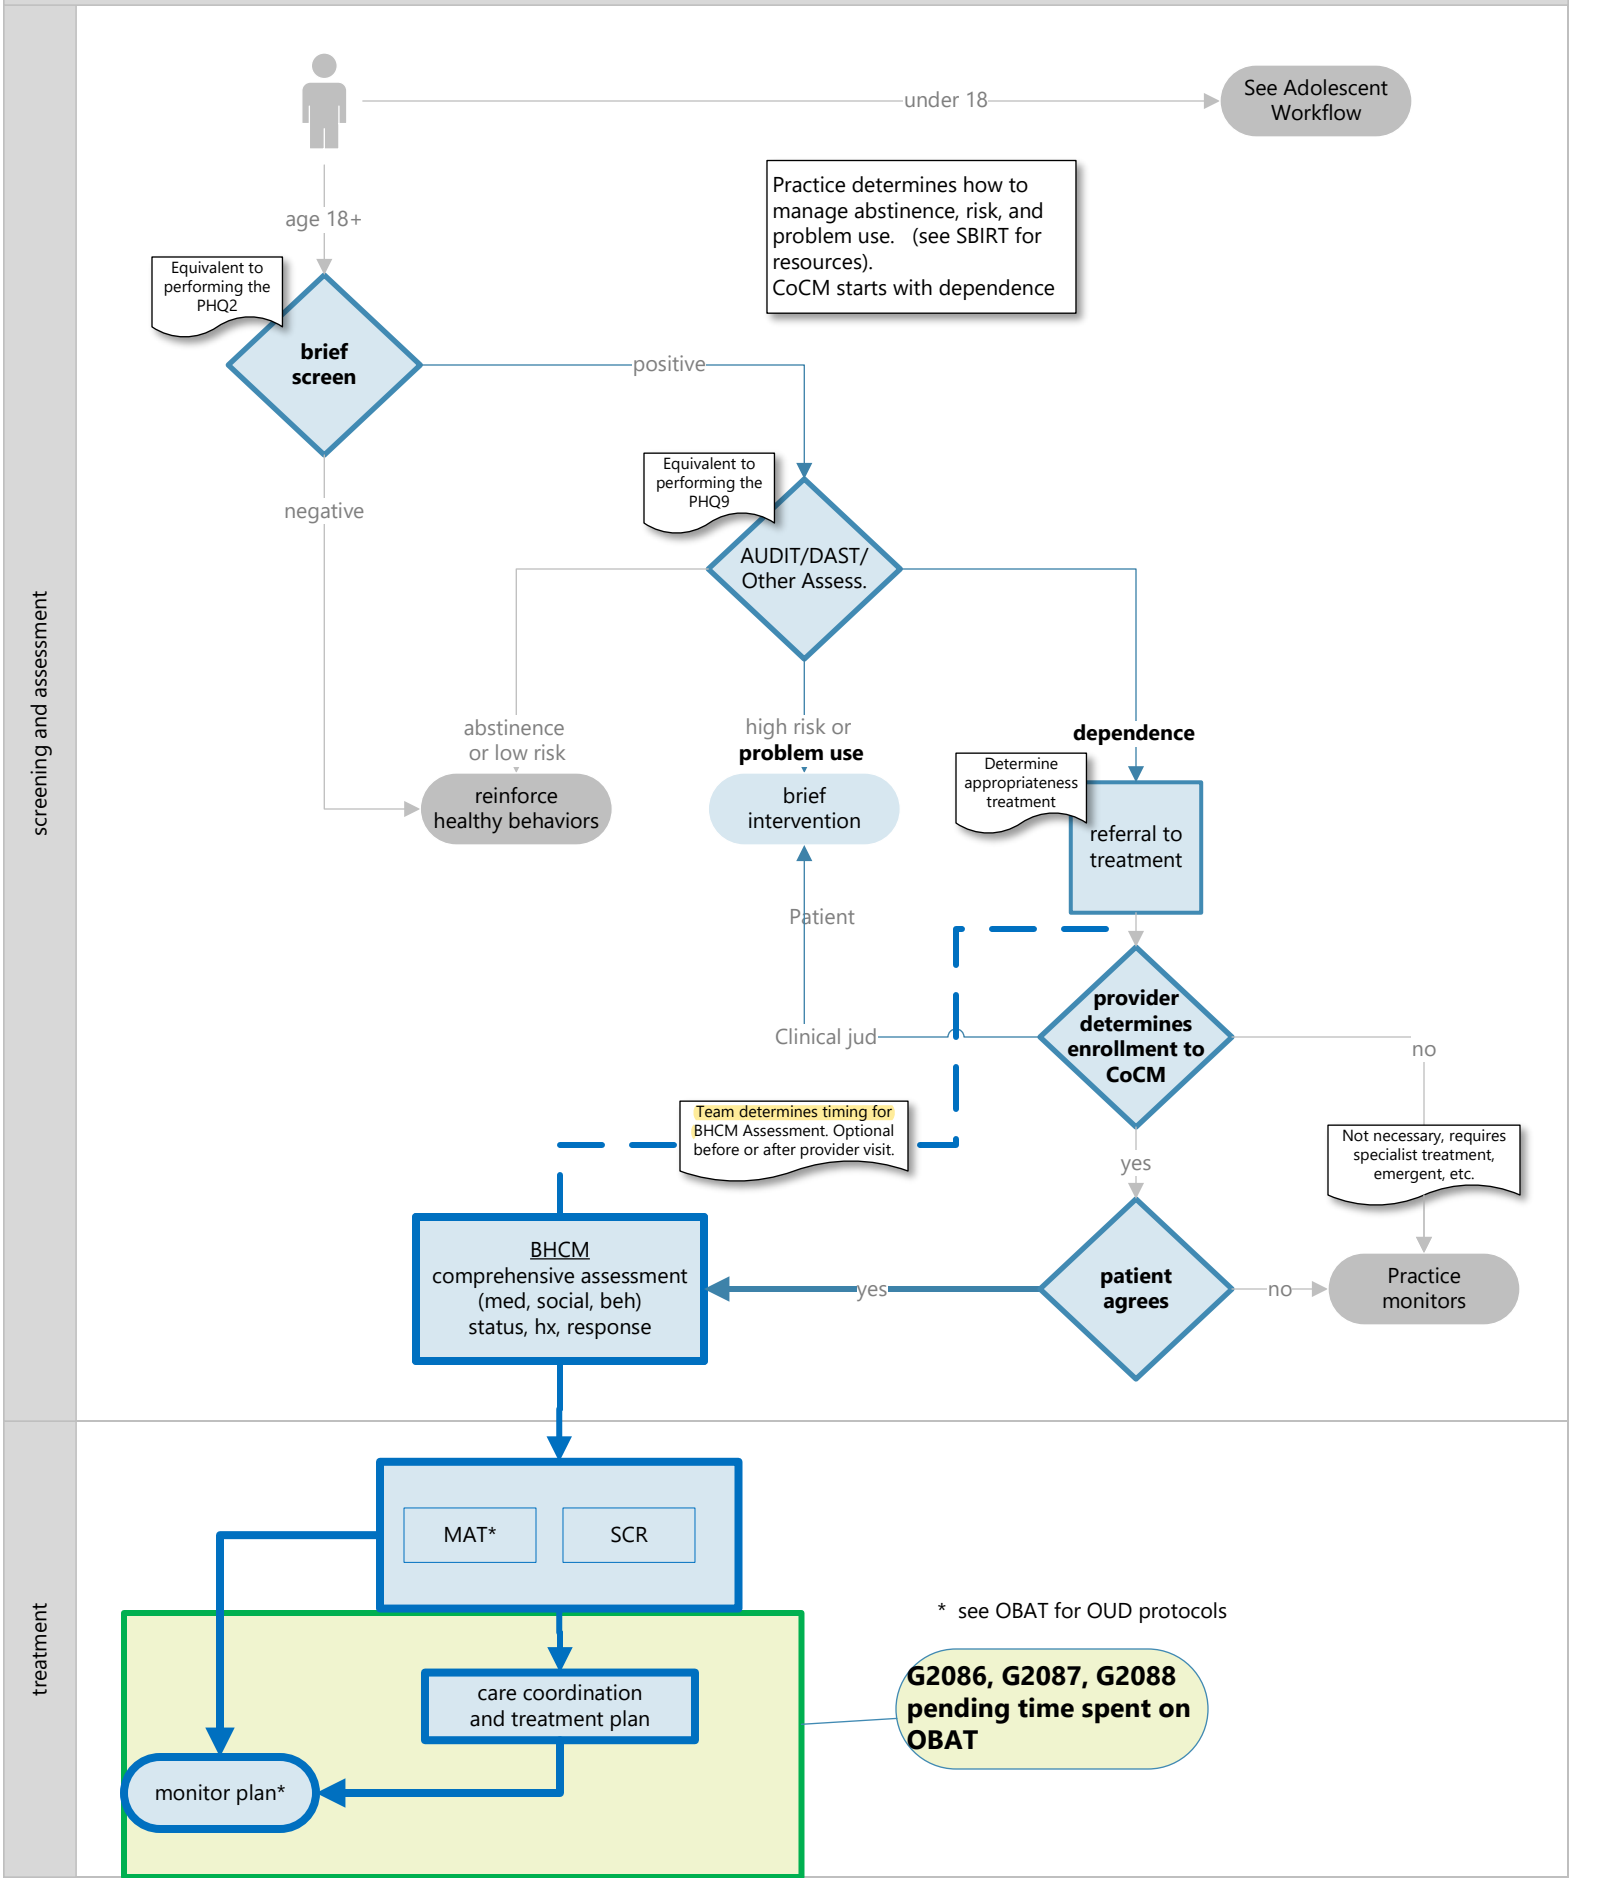 screening and assessment
under 18
See Adolescent
Workflow
Practice determines how to
manage abstinence, risk, and
problem use.   (see SBIRT for
resources).
CoCM starts with dependence
age 18+
Equivalent to
performing the
PHQ2
brief
screen
positive
Equivalent to
performing the
PHQ9
negative
AUDIT/DAST/
Other Assess.
abstinence
or low risk
high risk or
problem use
dependence
Determine
appropriateness
treatment
reinforce
healthy behaviors
brief
intervention
referral to
treatment
Patient
provider
determines
enrollment to
CoCM
Clinical jud
no
Team determines timing for
BHCM Assessment. Optional
before or after provider visit.
Not necessary, requires
specialist treatment,
emergent, etc.
yes
BHCM
comprehensive assessment
(med, social, beh)
status, hx, response
yes
patient
agrees
no
Practice
monitors
treatment
MAT*
SCR
* see OBAT for OUD protocols
care coordination
and treatment plan
G2086, G2087, G2088
pending time spent on
OBAT
monitor plan*